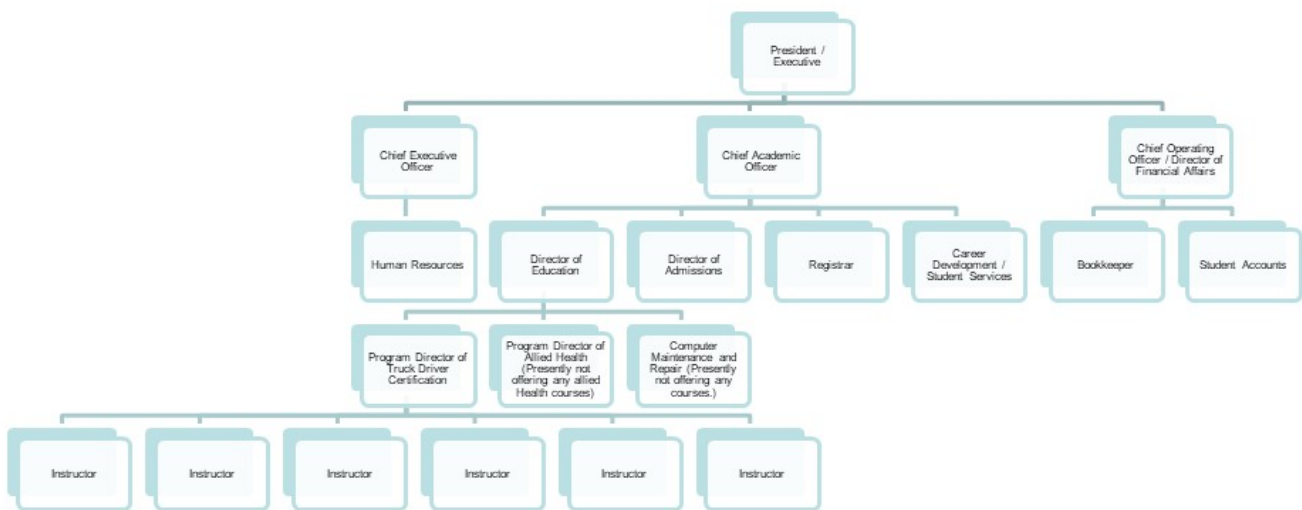 President /
Executive
Chief Executive
Officer
Chief Academic
Officer
Chief Operating
Officer / Director of
Financial Affairs
Human Resources
Director of
Education
Director of
Admissions
Registrar
Career
Development /
Student Services
Bookkeeper
Student Accounts
Program Director of
Truck Driver
Certification
Program Director of
Allied Health
(Presently not
offering any allied
Health courses)
Computer
Maintenance and
Repair (Presently
not offering any
courses.)
Instructor
Instructor
Instructor
Instructor
Instructor
Instructor